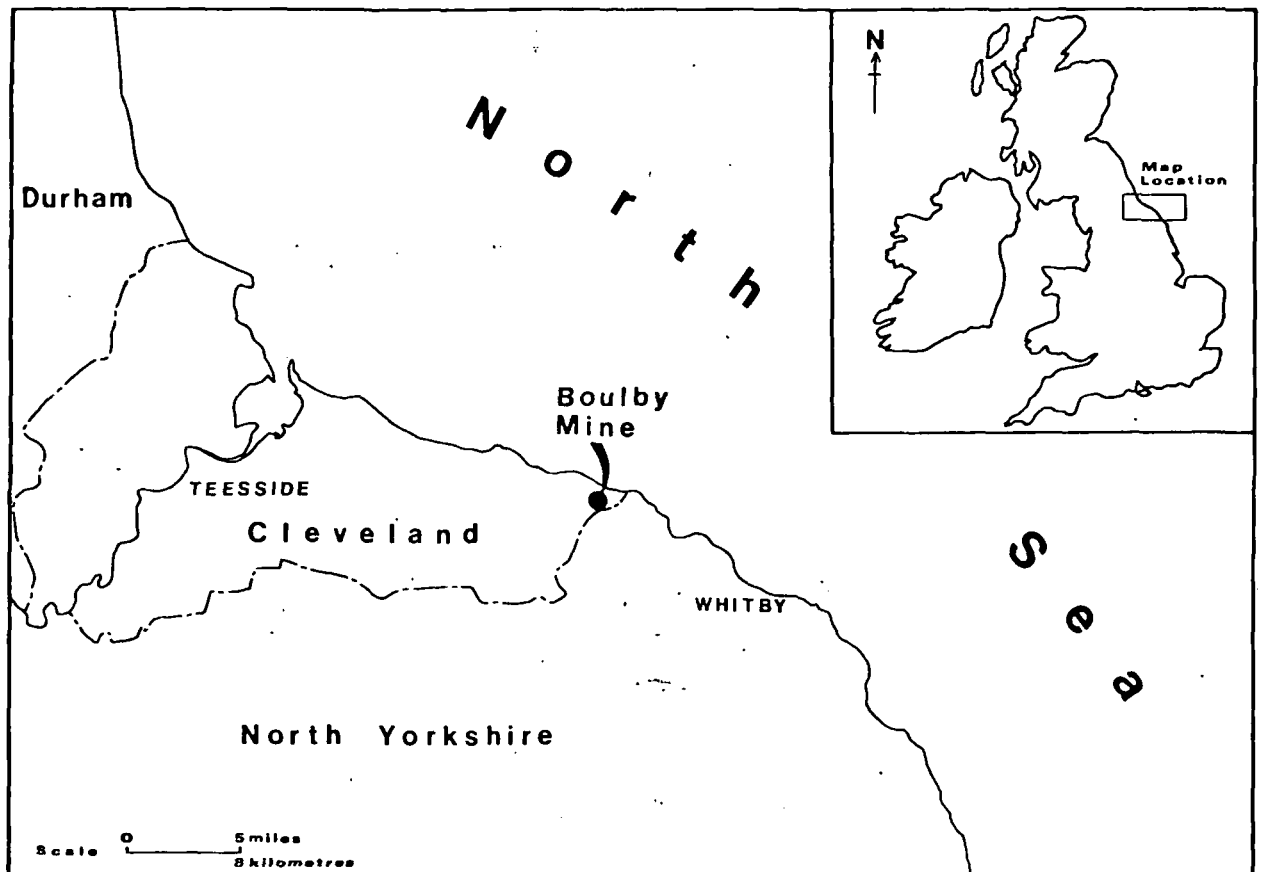 North
Sea
N
Map
Location
Durham
Boulby
Mine
TEESSIDE
Cleveland
WHITBY
North Yorkshire
Scale 0 5 miles
8 kilometres